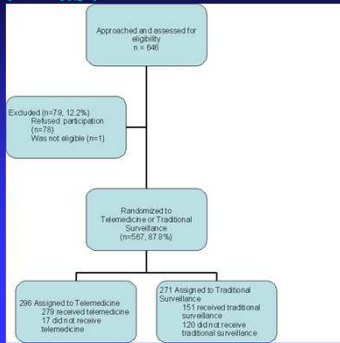 Approached and assessed for
eligibility
n = 646
Excluded (n=79, 12.2%)
Refused participation
(n=78)
Was not eligible (n=1)
Randomized to
Telemedicine or Traditional
Surveillance
(n=567, 87.8%)
296 Assigned to Telemedicine
279 received telemedicine
17 did not receive
telemedicine
271 Assigned to Traditional
Surveillance
151 received traditional
surveillance
120 did not receive
traditional surveillance